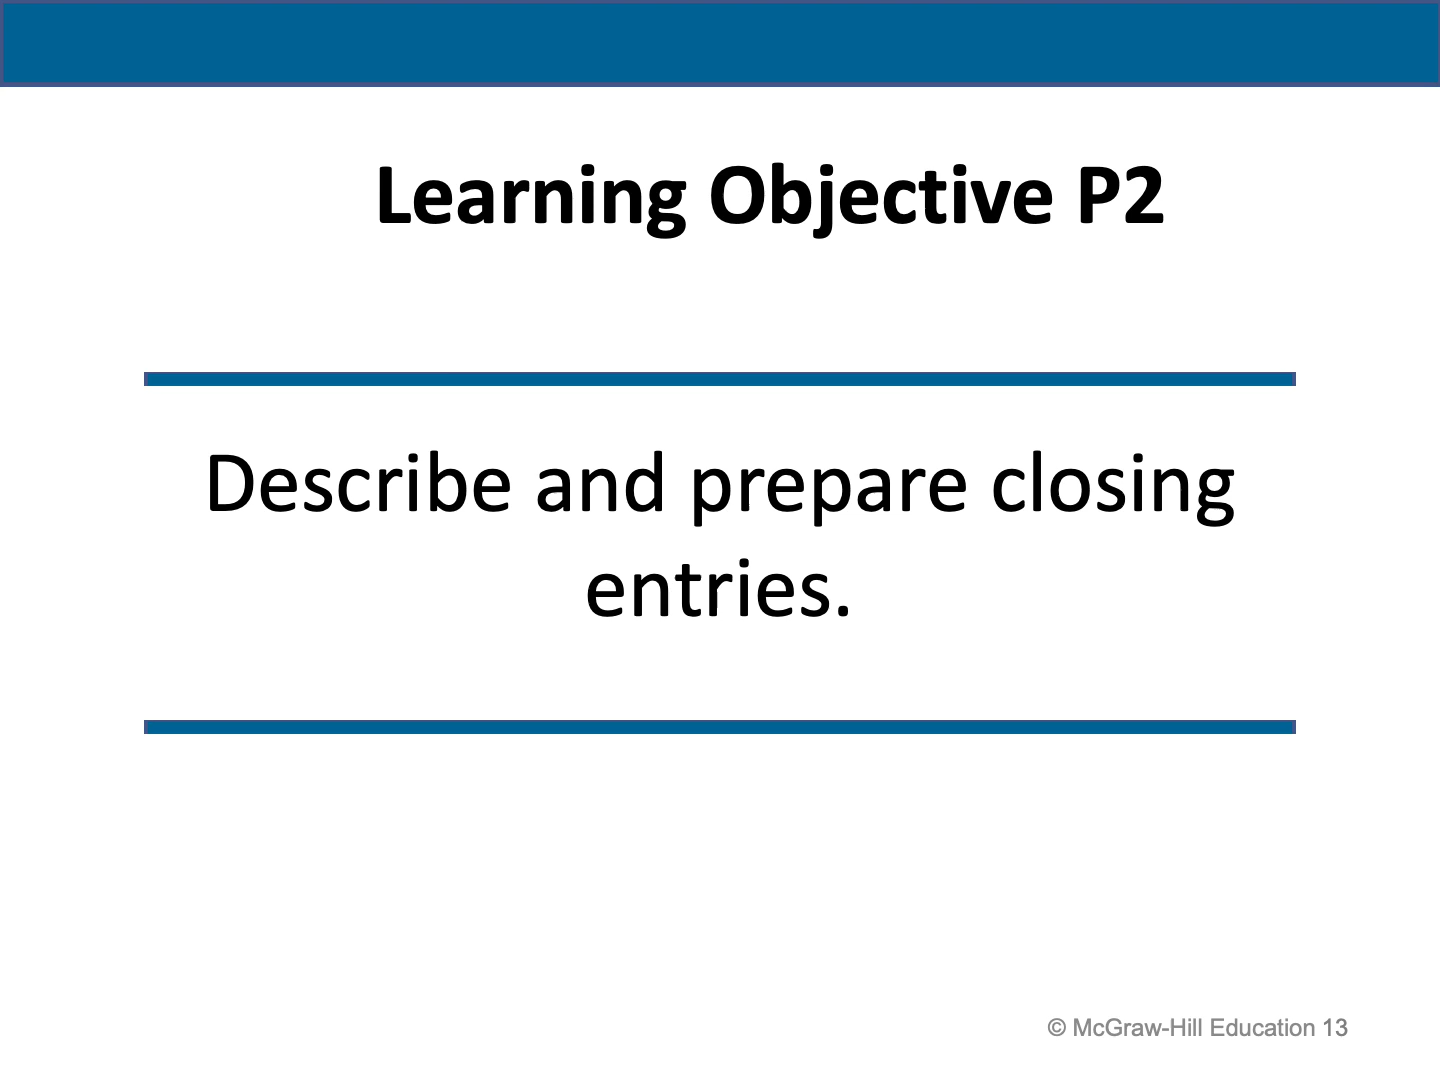 Learning Objective P2
Describe and prepare closing
entries.
© McGraw-Hill Education 13